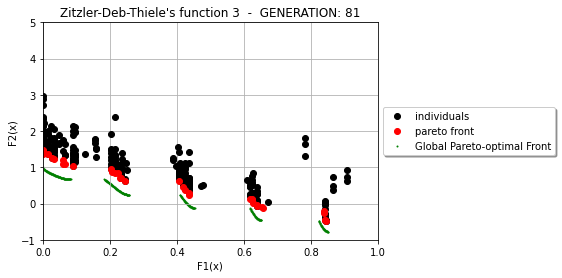 Zitzler-Deb-Thiele's function 3 - GENERATION: 81
5
4
3
2
1
0
−1
F2(x)
0.0 0.2 0.4 0.6 0.8 1.0
F1(x)
individuals
pareto front
Global Pareto-optimal Front